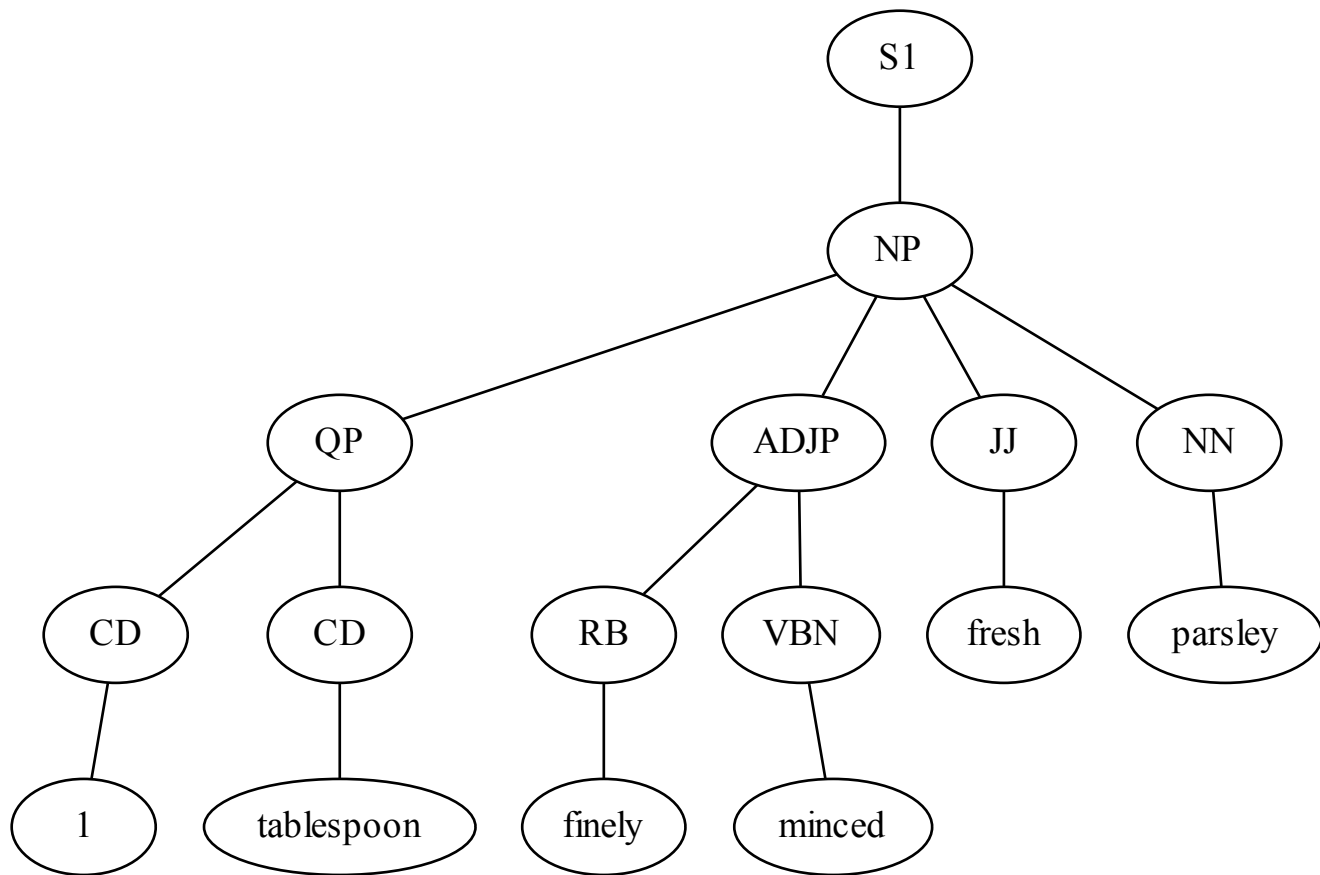 S1
NP
QP ADJP JJ NN
CD CD RB VBN fresh parsley
1 tablespoon finely minced